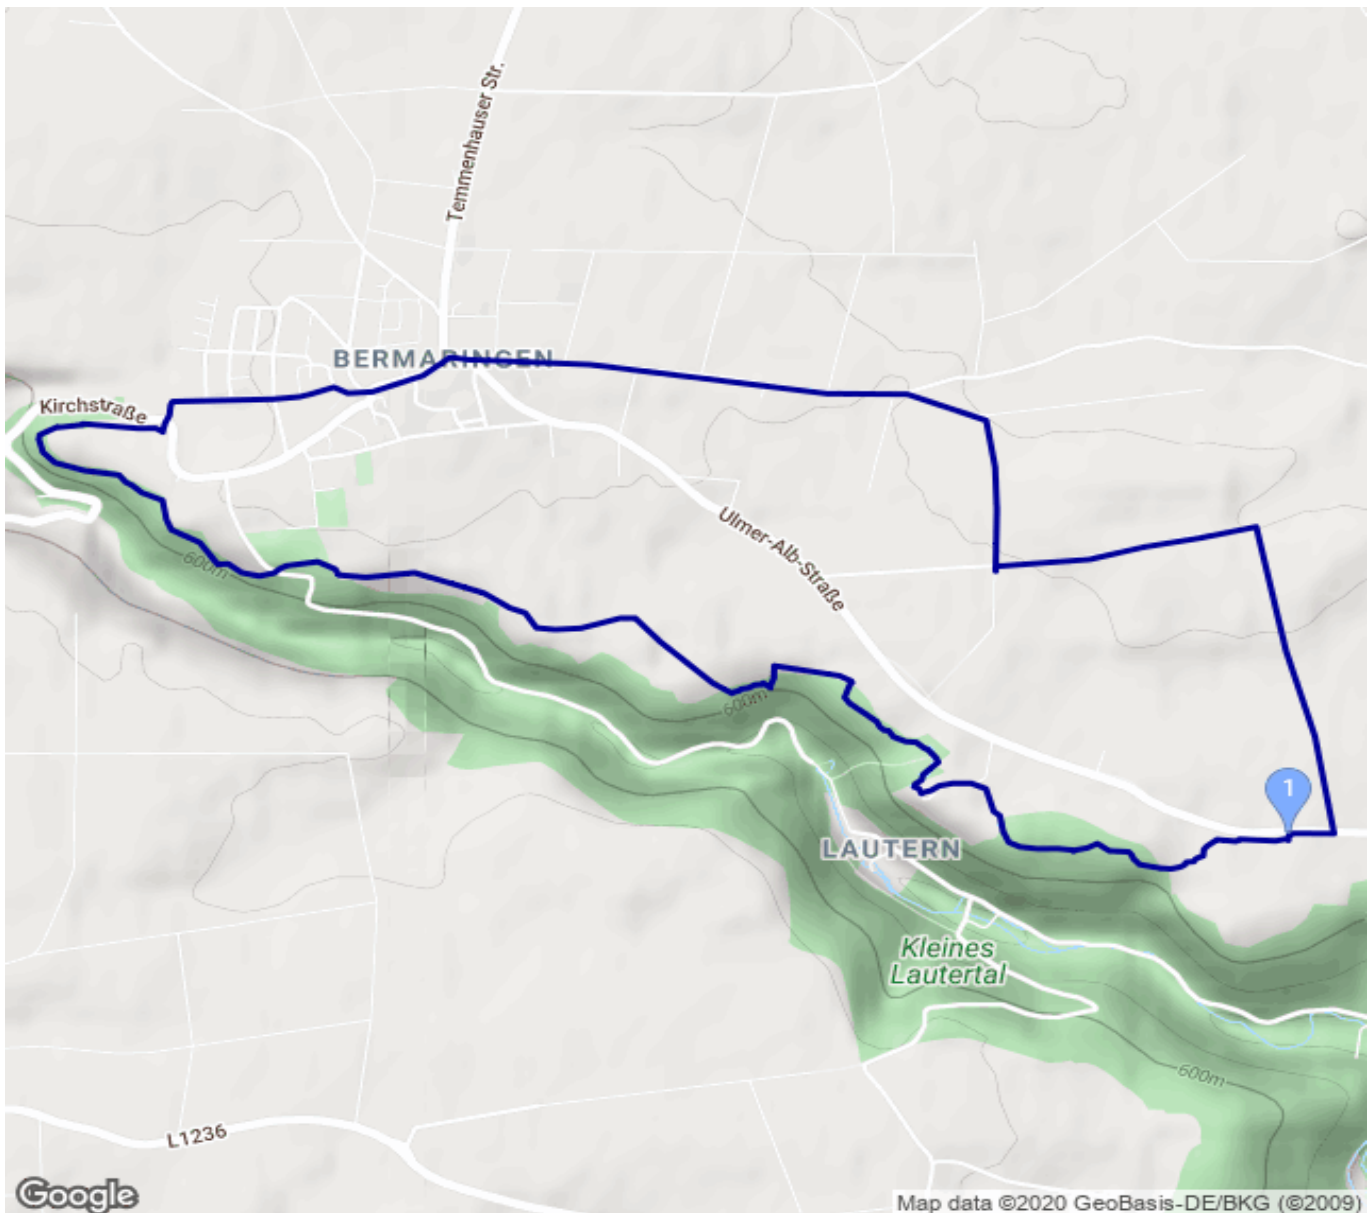 Temmenhauser Str.
BERMARINGEN
Kirchstraße
Ulmer-Alb-Straße
600m
600m
1
LAUTERN
Kleines
Lautertal
600m
L1236
Google
Map data ©2020 GeoBasis-DE/BKG (©2009)